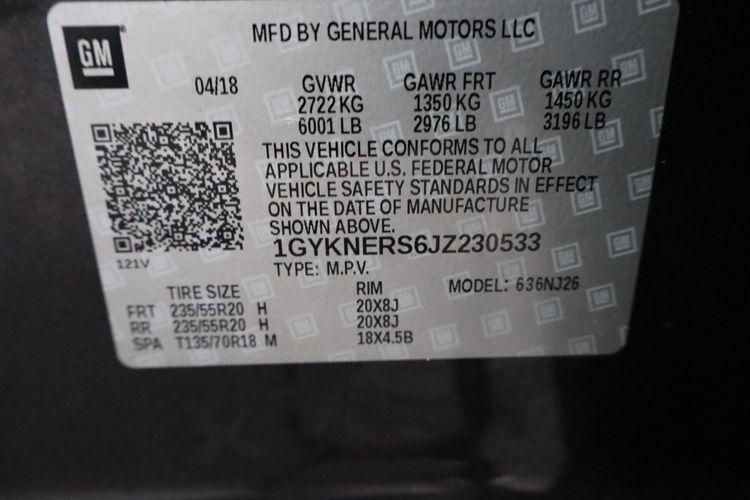 GM
MFD BY GENERAL MOTORS LLC
04/18 GVWR GAWR FRT GAWR RR
2722 KG 1350 KG 1450 KG
6001 LB 2976 LB 3196 LB
THIS VEHICLE CONFORMS TO ALL
APPLICABLE U.S. FEDERAL MOTOR
VEHICLE SAFETY STANDARDS IN EFFECT
ON THE DATE OF MANUFACTURE
SHOWN ABOVE.
1GYKNERS6JZ230533
121V
TYPE: M.P.V.
TIRE SIZE RIM MODEL: 636NJ26
FRT 235/55R20 H 20X8J
RR 235/55R20 H 20X8J
SPA T135/70R18 M 18X4.5B